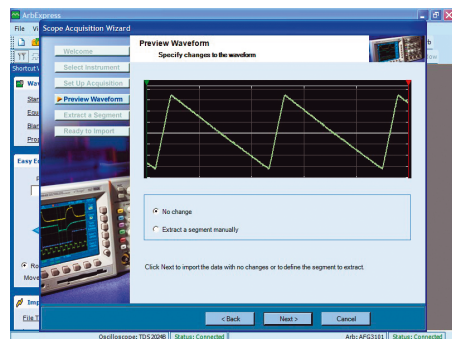 ArbExpress
File
Scope Acquisition Wizard
Welcome
Select Instrument
Set Up Acquisition
Preview Waveform
Extract a Segment
Ready to Import
Preview Waveform
Specify changes to the waveform
Shortcut
Wav
Star
Equ
Blan
Easy E
No change
Extract a segment manually
Click Next to import the data with no changes or to define the segment to extract.
Ro
Move
Imp
File T
< Back
Next >
Cancel
Oscilloscope: TDS2024B
Status: Connected
Arb: AFG3101
Status: Connected